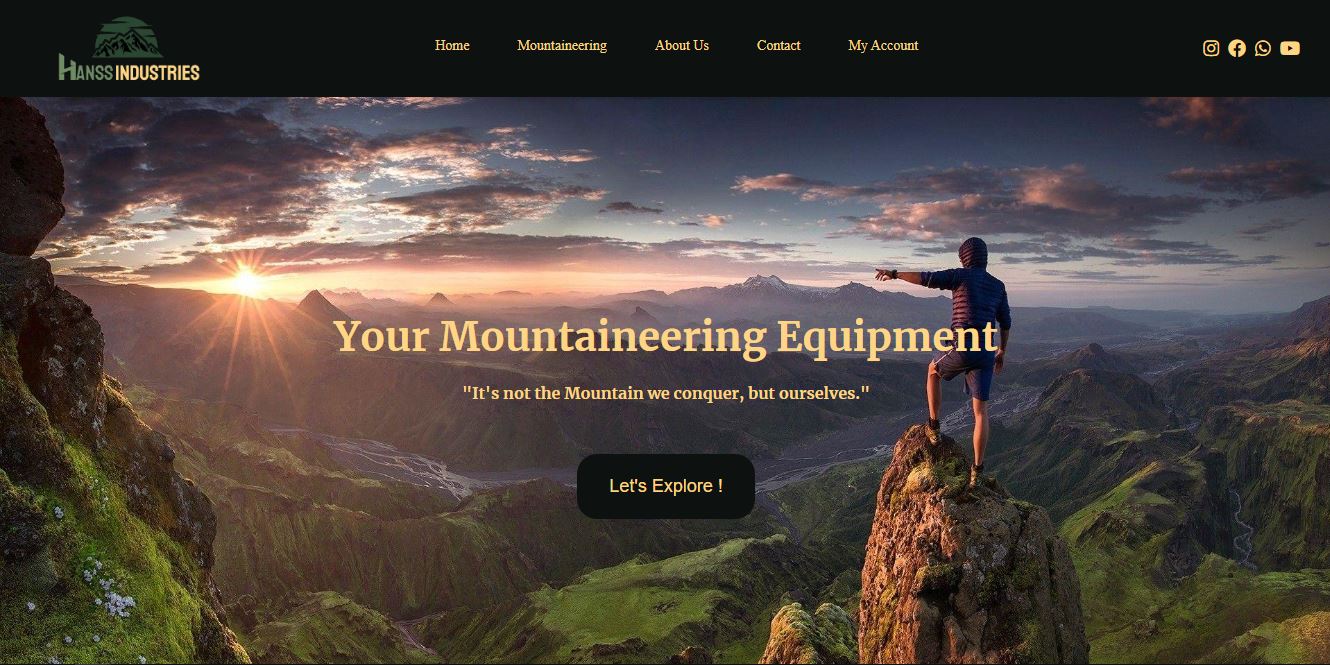 HANSS INDUSTRIES
Home Mountaineering About Us Contact My Account
Your Mountaineering Equipment
"It's not the Mountain we conquer, but ourselves."
Let's Explore !